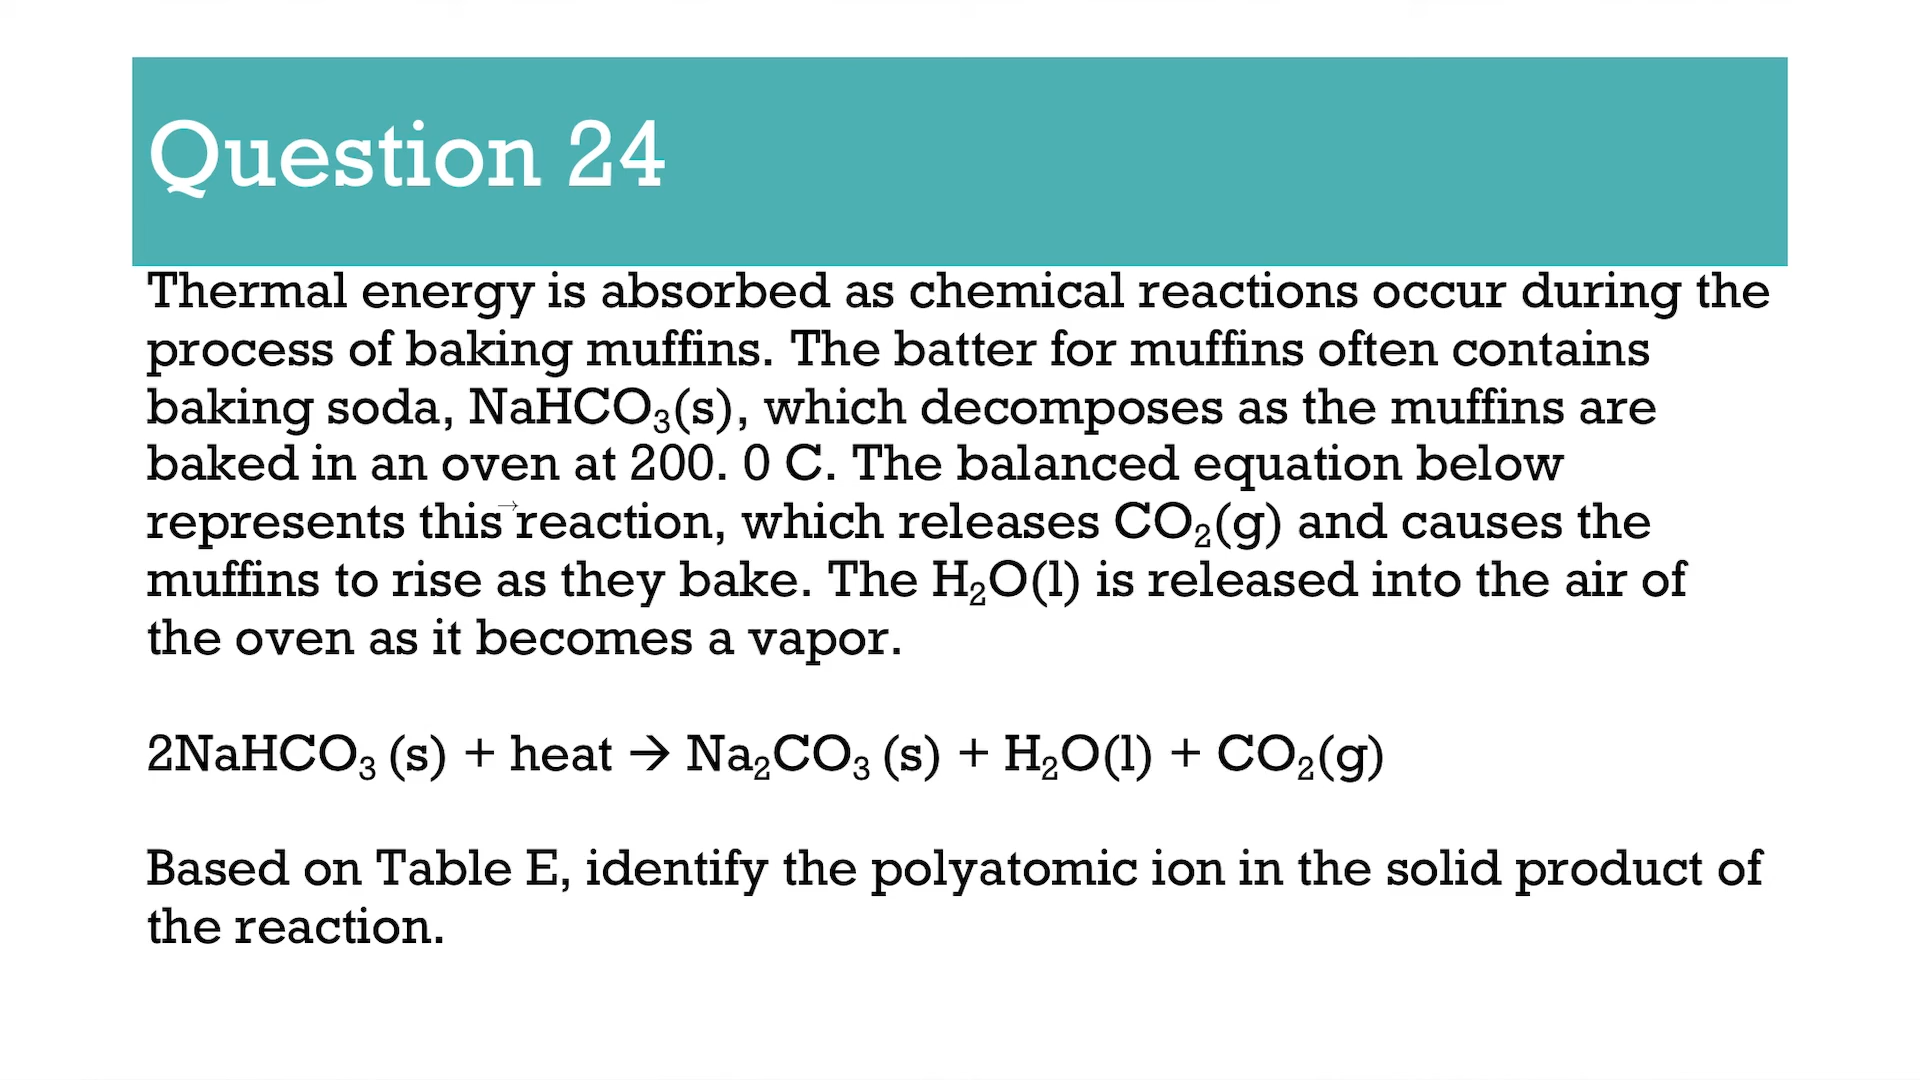 Question 24
Thermal energy is absorbed as chemical reactions occur during the
process of baking muffins. The batter for muffins often contains
baking soda, NaHCO₃(s), which decomposes as the muffins are
baked in an oven at 200. 0 C. The balanced equation below
represents this reaction, which releases CO₂(g) and causes the
muffins to rise as they bake. The H₂O(l) is released into the air of
the oven as it becomes a vapor.
2NaHCO₃ (s) + heat → Na₂CO₃ (s) + H₂O(l) + CO₂(g)
Based on Table E, identify the polyatomic ion in the solid product of
the reaction.